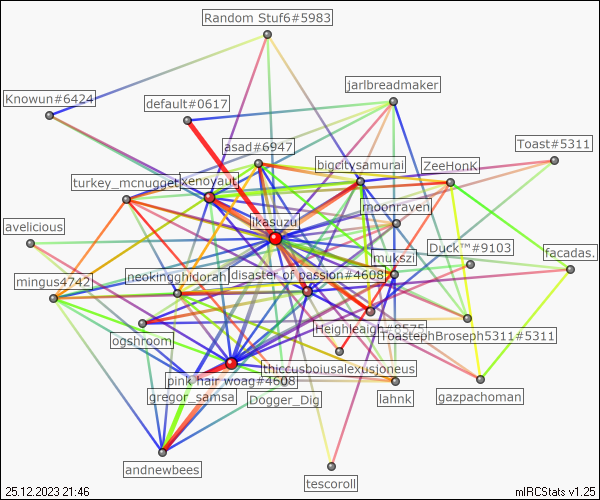 Random Stuf6#5983
jarlbreadmaker
Knowun#6424
default#0617
asad#6947
Toast#5311
bigcitysamurai
ZeeHonK
turkey_mcnugget
xenoyaut
moonraven
ikasuzu
avelicious
Duck™#9103
facadas.
mukszi
mingus4742
neokingghidorah
disaster of passion#4608
Heighleaigh#8575
ToastephBroseph5311#5311
ogshroom
thiccusboiusalexusjoneus
pink hair woag#4608
gregor_samsa
Dogger_Dig
lahnk
gazpachoman
andnewbees
tescoroll
25.12.2023 21:46
mIRCStats v1.25